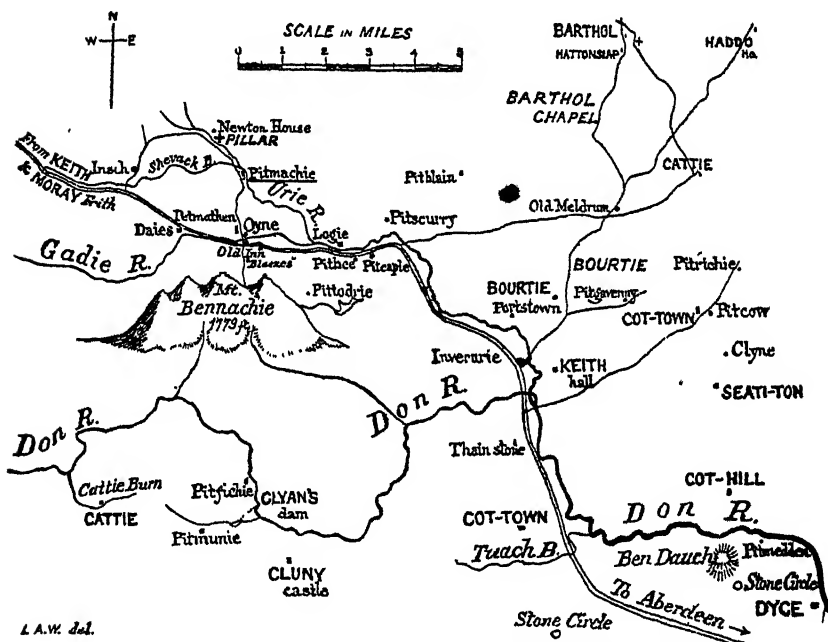 N
W E
SCALE IN MILES
0 1 2 3 4 5
BARTHOL
HATTONSLAP
HADDO
Ho.
BARTHOL
CHAPEL
Newton House
PILLAR
From KEITH
& MORAY Frith
Insch
Shevack B.
Pitmachie
Urie R.
Pitblain
CATTIE
Old Meldrum
Petmathen
Oyne
Logie
Pitscurry
Daies
Gadie R.
Old Inn
Pitbee
Pitcaple
BOURTIE
Pitrichie
Mt.
Bennachie
1773 ft.
Pittodrie
BOURTIE
Portstown
COT-TOWN
Pitcow
Clyne
Inverurie
KEITH
hall
SEATI-TON
Don R.
Don R.
Thain stone
Cattie Burn
CATTIE
Pitfichie
CLYAN'S
dam
Pitmunie
COT-HILL
Don R.
COT-TOWN
Tuach B.
Ben Dauch
CLUNY
castle
Stone Circle
DYCE
To Aberdeen
Stone Circle
L.A.W. del.